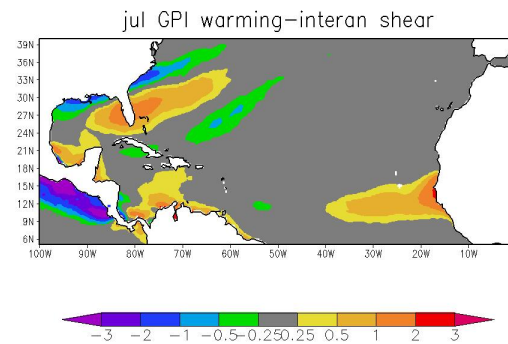 jul GPI warming-interan shear
39N
36N
33N
30N
27N
24N
21N
18N
15N
12N
9N
6N
100W 90W 80W 70W 60W 50W 40W 30W 20W 10W
-3 -2 -1 -0.5 -0.25 0.25 0.5 1 2 3